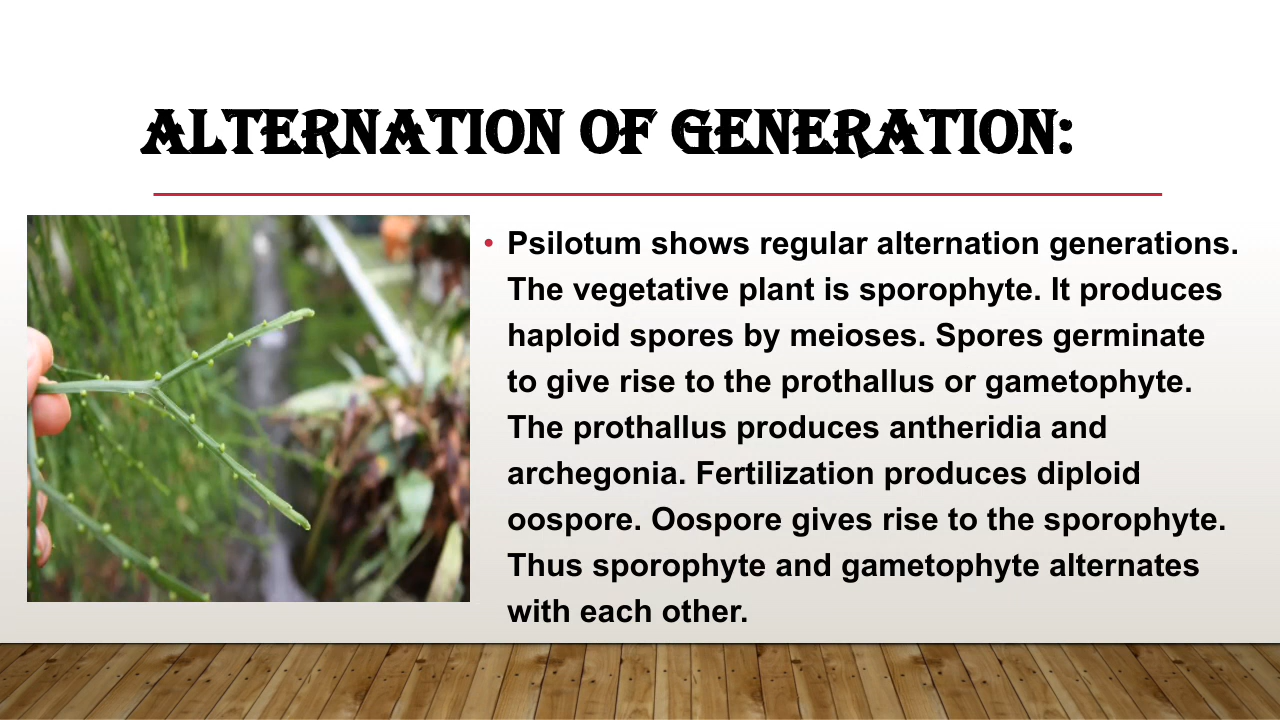 ALTERNATION OF GENERATION:
• Psilotum shows regular alternation generations.
The vegetative plant is sporophyte. It produces
haploid spores by meioses. Spores germinate
to give rise to the prothallus or gametophyte.
The prothallus produces antheridia and
archegonia. Fertilization produces diploid
oospore. Oospore gives rise to the sporophyte.
Thus sporophyte and gametophyte alternates
with each other.